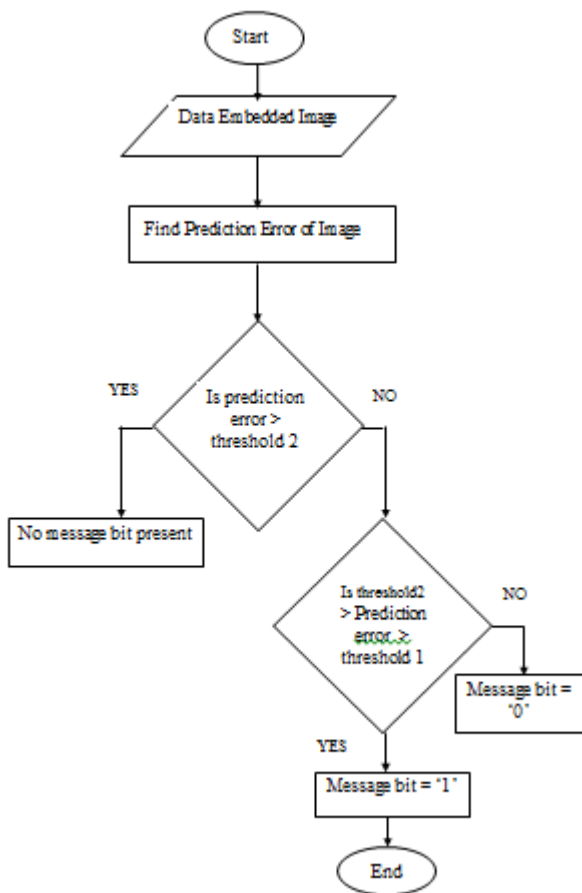 Start
Data Embedded Image
Find Prediction Error of Image
YES
Is prediction
error >
threshold 2
NO
No message bit present
Is threshold2
> Prediction
error >
threshold 1
NO
Message bit =
"0"
YES
Message bit = "1"
End